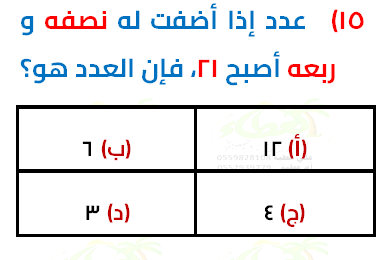 ١٥) عدد إذا أضفت له نصفه و
ربعه أصبح ٢١، فإن العدد هو؟
(أ) ١٢
(ب) ٦
(ج) ٤
(د) ٣